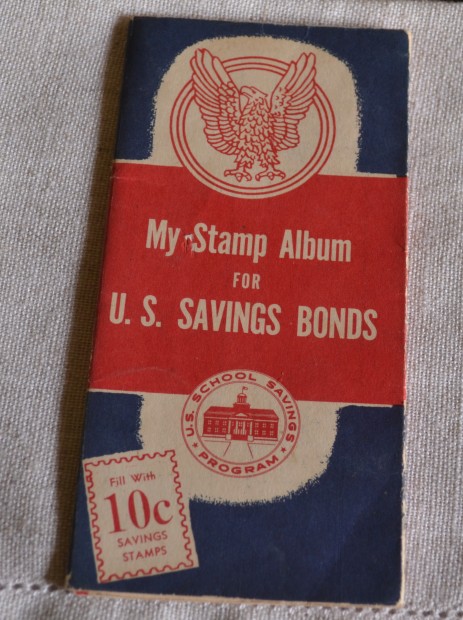 My Stamp Album
FOR
U. S. SAVINGS BONDS
U.S. SCHOOL SAVINGS
PROGRAM
Fill With
10c
SAVINGS
STAMPS